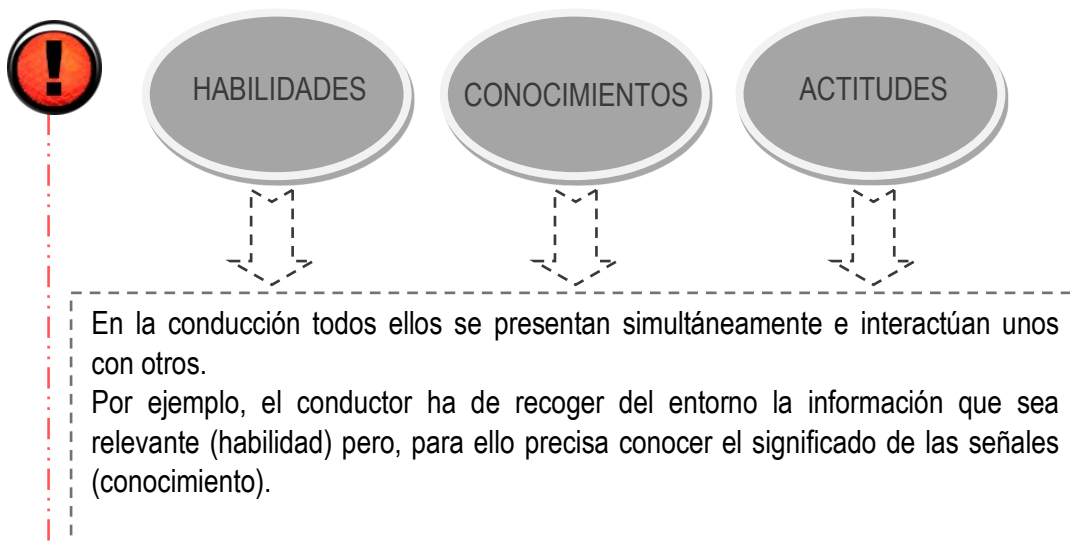 HABILIDADES
CONOCIMIENTOS
ACTITUDES
En la conducción todos ellos se presentan simultáneamente e interactúan unos
con otros.
Por ejemplo, el conductor ha de recoger del entorno la información que sea
relevante (habilidad) pero, para ello precisa conocer el significado de las señales
(conocimiento).